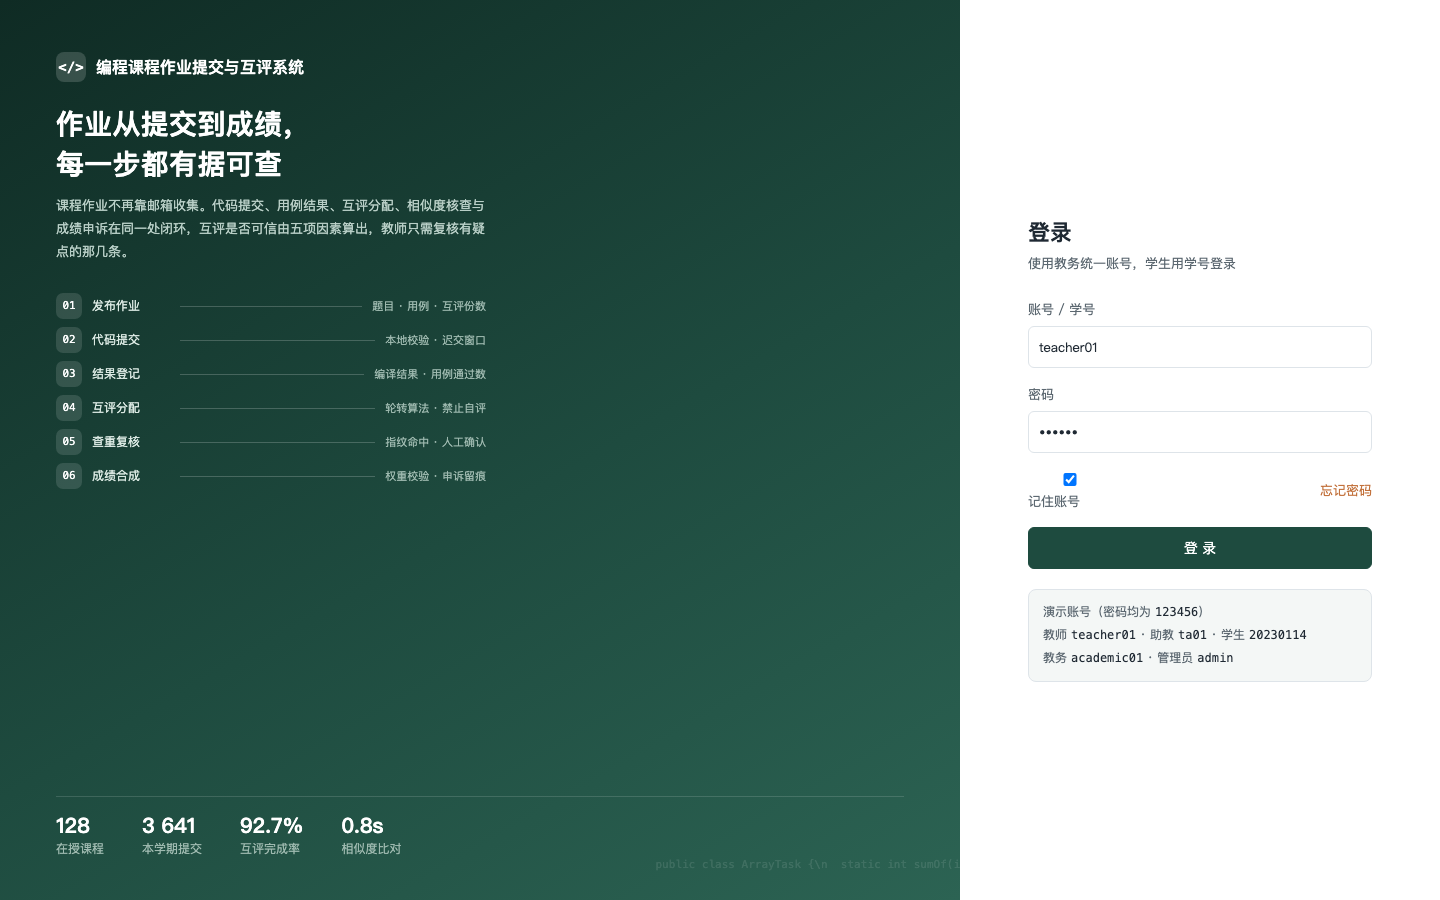 </> 编程课程作业提交与互评系统
作业从提交到成绩，
每一步都有据可查
课程作业不再靠邮箱收集。代码提交、用例结果、互评分配、相似度核查与
成绩申诉在同一处闭环，互评是否可信由五项因素算出，教师只需复核有疑
点的那几条。
01 发布作业 题目 · 用例 · 互评份数
02 代码提交 本地校验 · 迟交窗口
03 结果登记 编译结果 · 用例通过数
04 互评分配 轮转算法 · 禁止自评
05 查重复核 指纹命中 · 人工确认
06 成绩合成 权重校验 · 申诉留痕
128 3 641 92.7% 0.8s
在授课程 本学期提交 互评完成率 相似度比对
public class ArrayTask {\n  static int sumOf(i
登录
使用教务统一账号，学生用学号登录
账号 / 学号
teacher01
密码
••••••
记住账号 忘记密码
登 录
演示账号（密码均为 123456）
教师 teacher01 · 助教 ta01 · 学生 20230114
教务 academic01 · 管理员 admin